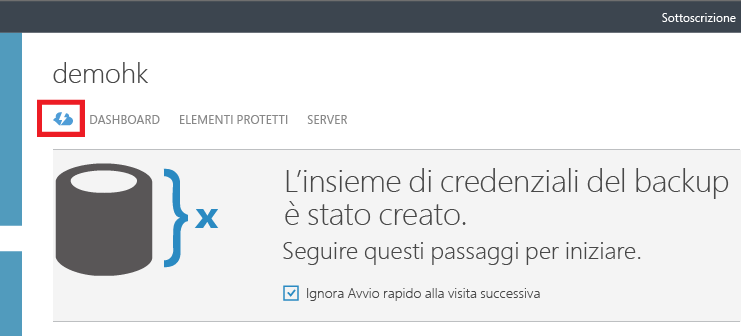 Sottoscrizione
demohk
DASHBOARD ELEMENTI PROTETTI SERVER
L'insieme di credenziali del backup
è stato creato.
x
Seguire questi passaggi per iniziare.
Ignora Avvio rapido alla visita successiva